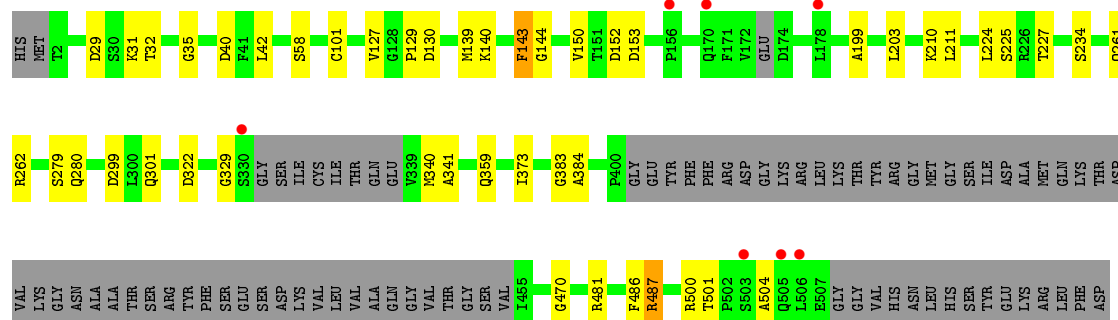 HIS MET T2 D29 S30 K31 T32 G35 D40 F41 L42 S58 C101 V127 G128 P129 D130 M139 K140 F143 G144 V150 T151 D152 D153 P156 Q170 F171 V172 GLU D174 L178 A199 L203 K210 L211 L224 S225 R226 T227 S234 Q261
R262 S279 Q280 D299 L300 Q301 D322 G329 S330 GLY SER ILE CYS ILE THR GLN GLU V339 M340 A341 Q359 I373 G383 A384 P400 GLY GLU TYR PHE PHE ARG ASP GLY LYS ARG LEU LYS THR TYR ARG GLY MET GLY SER ILE ASP ALA MET GLN LYS THR ASP
VAL LYS GLY ASN ALA ALA THR SER ARG TYR PHE SER GLU SER ASP LYS VAL LEU VAL ALA GLN GLY VAL THR GLY SER VAL I455 G470 R481 F486 R487 R500 T501 P502 S503 A504 Q505 L506 E507 GLY GLY VAL HIS ASN LEU HIS SER TYR GLU LYS ARG LEU PHE ASP